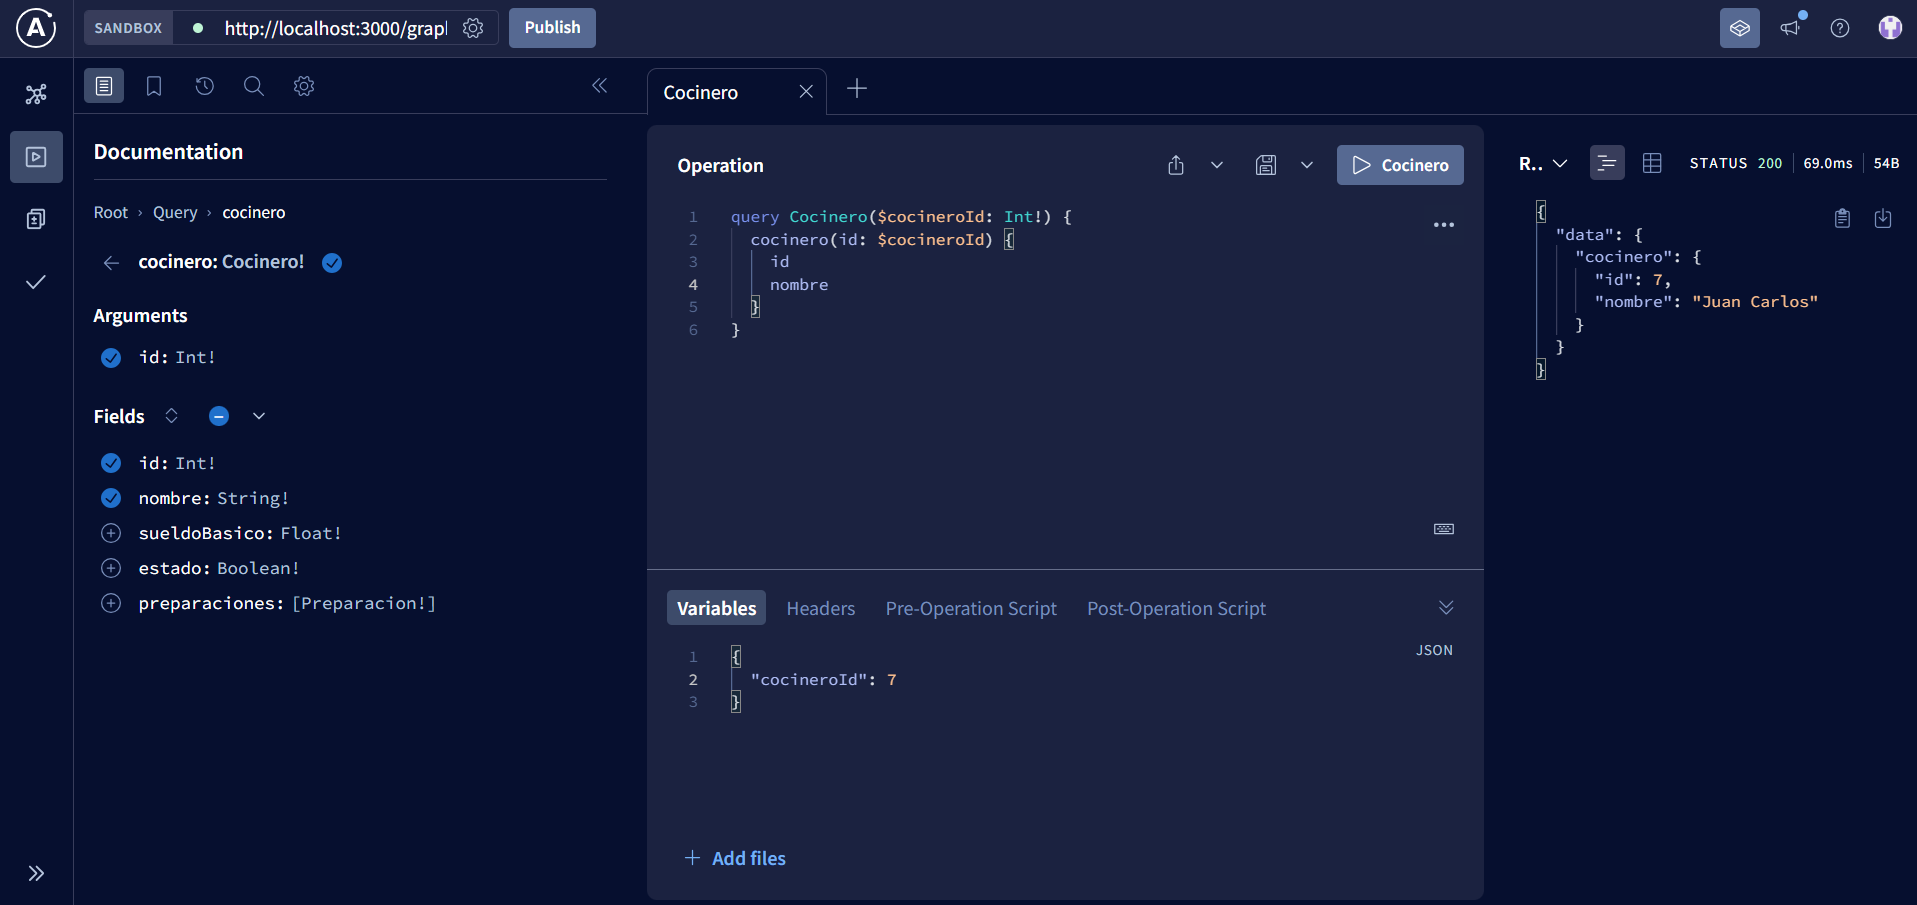 SANDBOX http://localhost:3000/grap Publish
Documentation
Root › Query › cocinero
cocinero: Cocinero!
Arguments
id: Int!
Fields
id: Int!
nombre: String!
sueldoBasico: Float!
estado: Boolean!
preparaciones: [Preparacion!]
Cocinero
Operation
Cocinero
1 query Cocinero($cocineroId: Int!) {
2 cocinero(id: $cocineroId) {
3 id
4 nombre
5 }
6 }
Variables Headers Pre-Operation Script Post-Operation Script
JSON
1 {
2 "cocineroId": 7
3 }
+ Add files
R.. STATUS 200 69.0ms 54B
{
"data": {
"cocinero": {
"id": 7,
"nombre": "Juan Carlos"
}
}
}